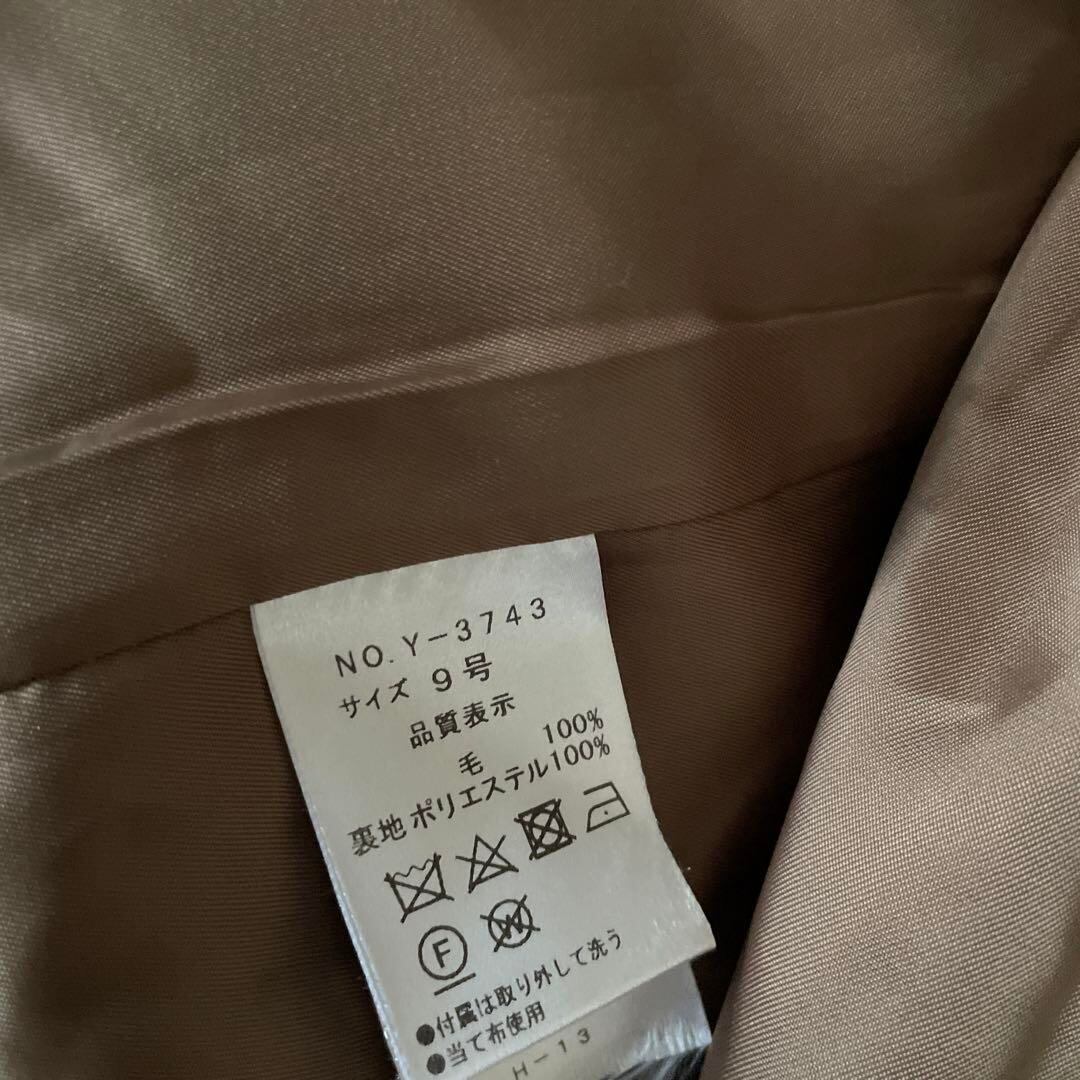 NO.Y-3743
サイズ 9号
品質表示
毛 100%
裏地 ポリエステル100%
F
W
●付属は取り外して洗う
●当て布使用
H-13